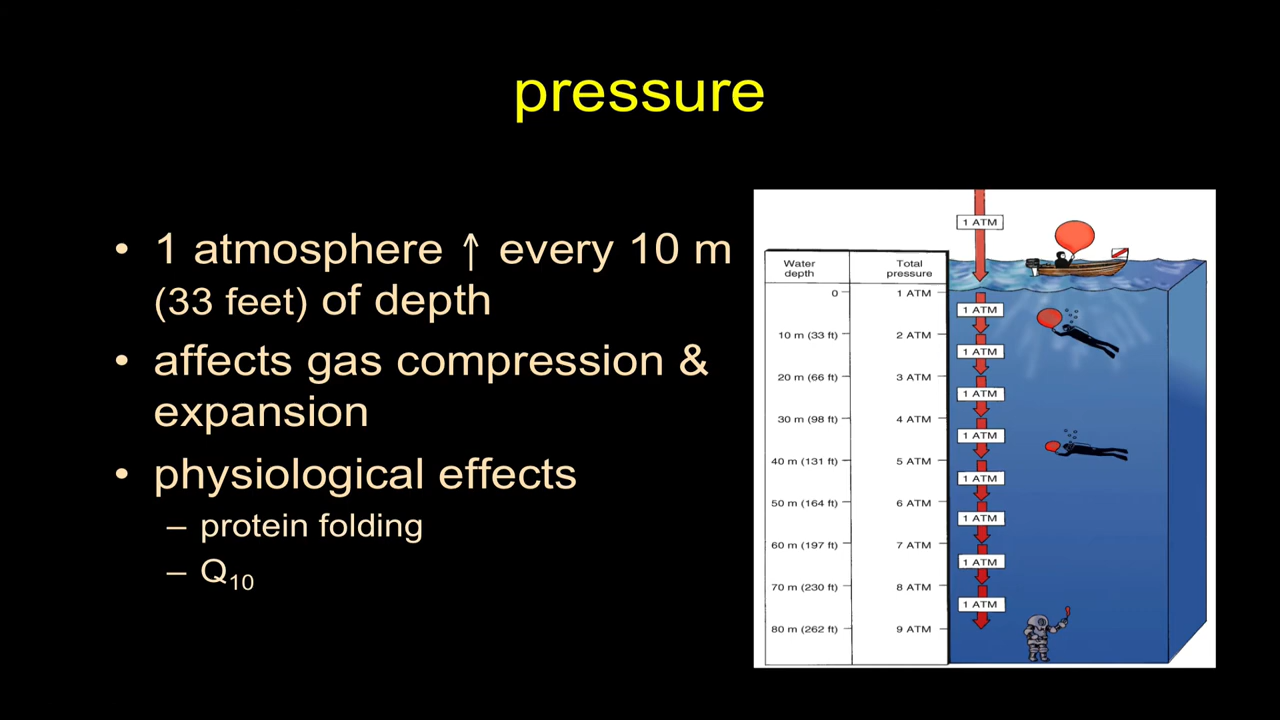 pressure
• 1 atmosphere ↑ every 10 m
(33 feet) of depth
• affects gas compression &
expansion
• physiological effects
– protein folding
– Q10
1 ATM
Water
depth
Total
pressure
0 1 ATM
10 m (33 ft) 2 ATM
20 m (66 ft) 3 ATM
30 m (98 ft) 4 ATM
40 m (131 ft) 5 ATM
50 m (164 ft) 6 ATM
60 m (197 ft) 7 ATM
70 m (230 ft) 8 ATM
80 m (262 ft) 9 ATM
1 ATM
1 ATM
1 ATM
1 ATM
1 ATM
1 ATM
1 ATM
1 ATM